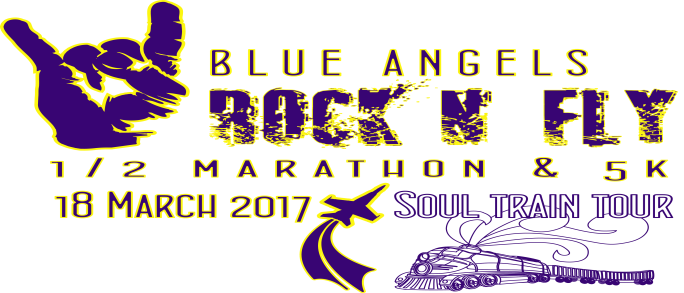 BLUE ANGELS
ROCK N FLY
1/2 MARATHON & 5K
18 MARCH 2017
SOUL TRAIN TOUR